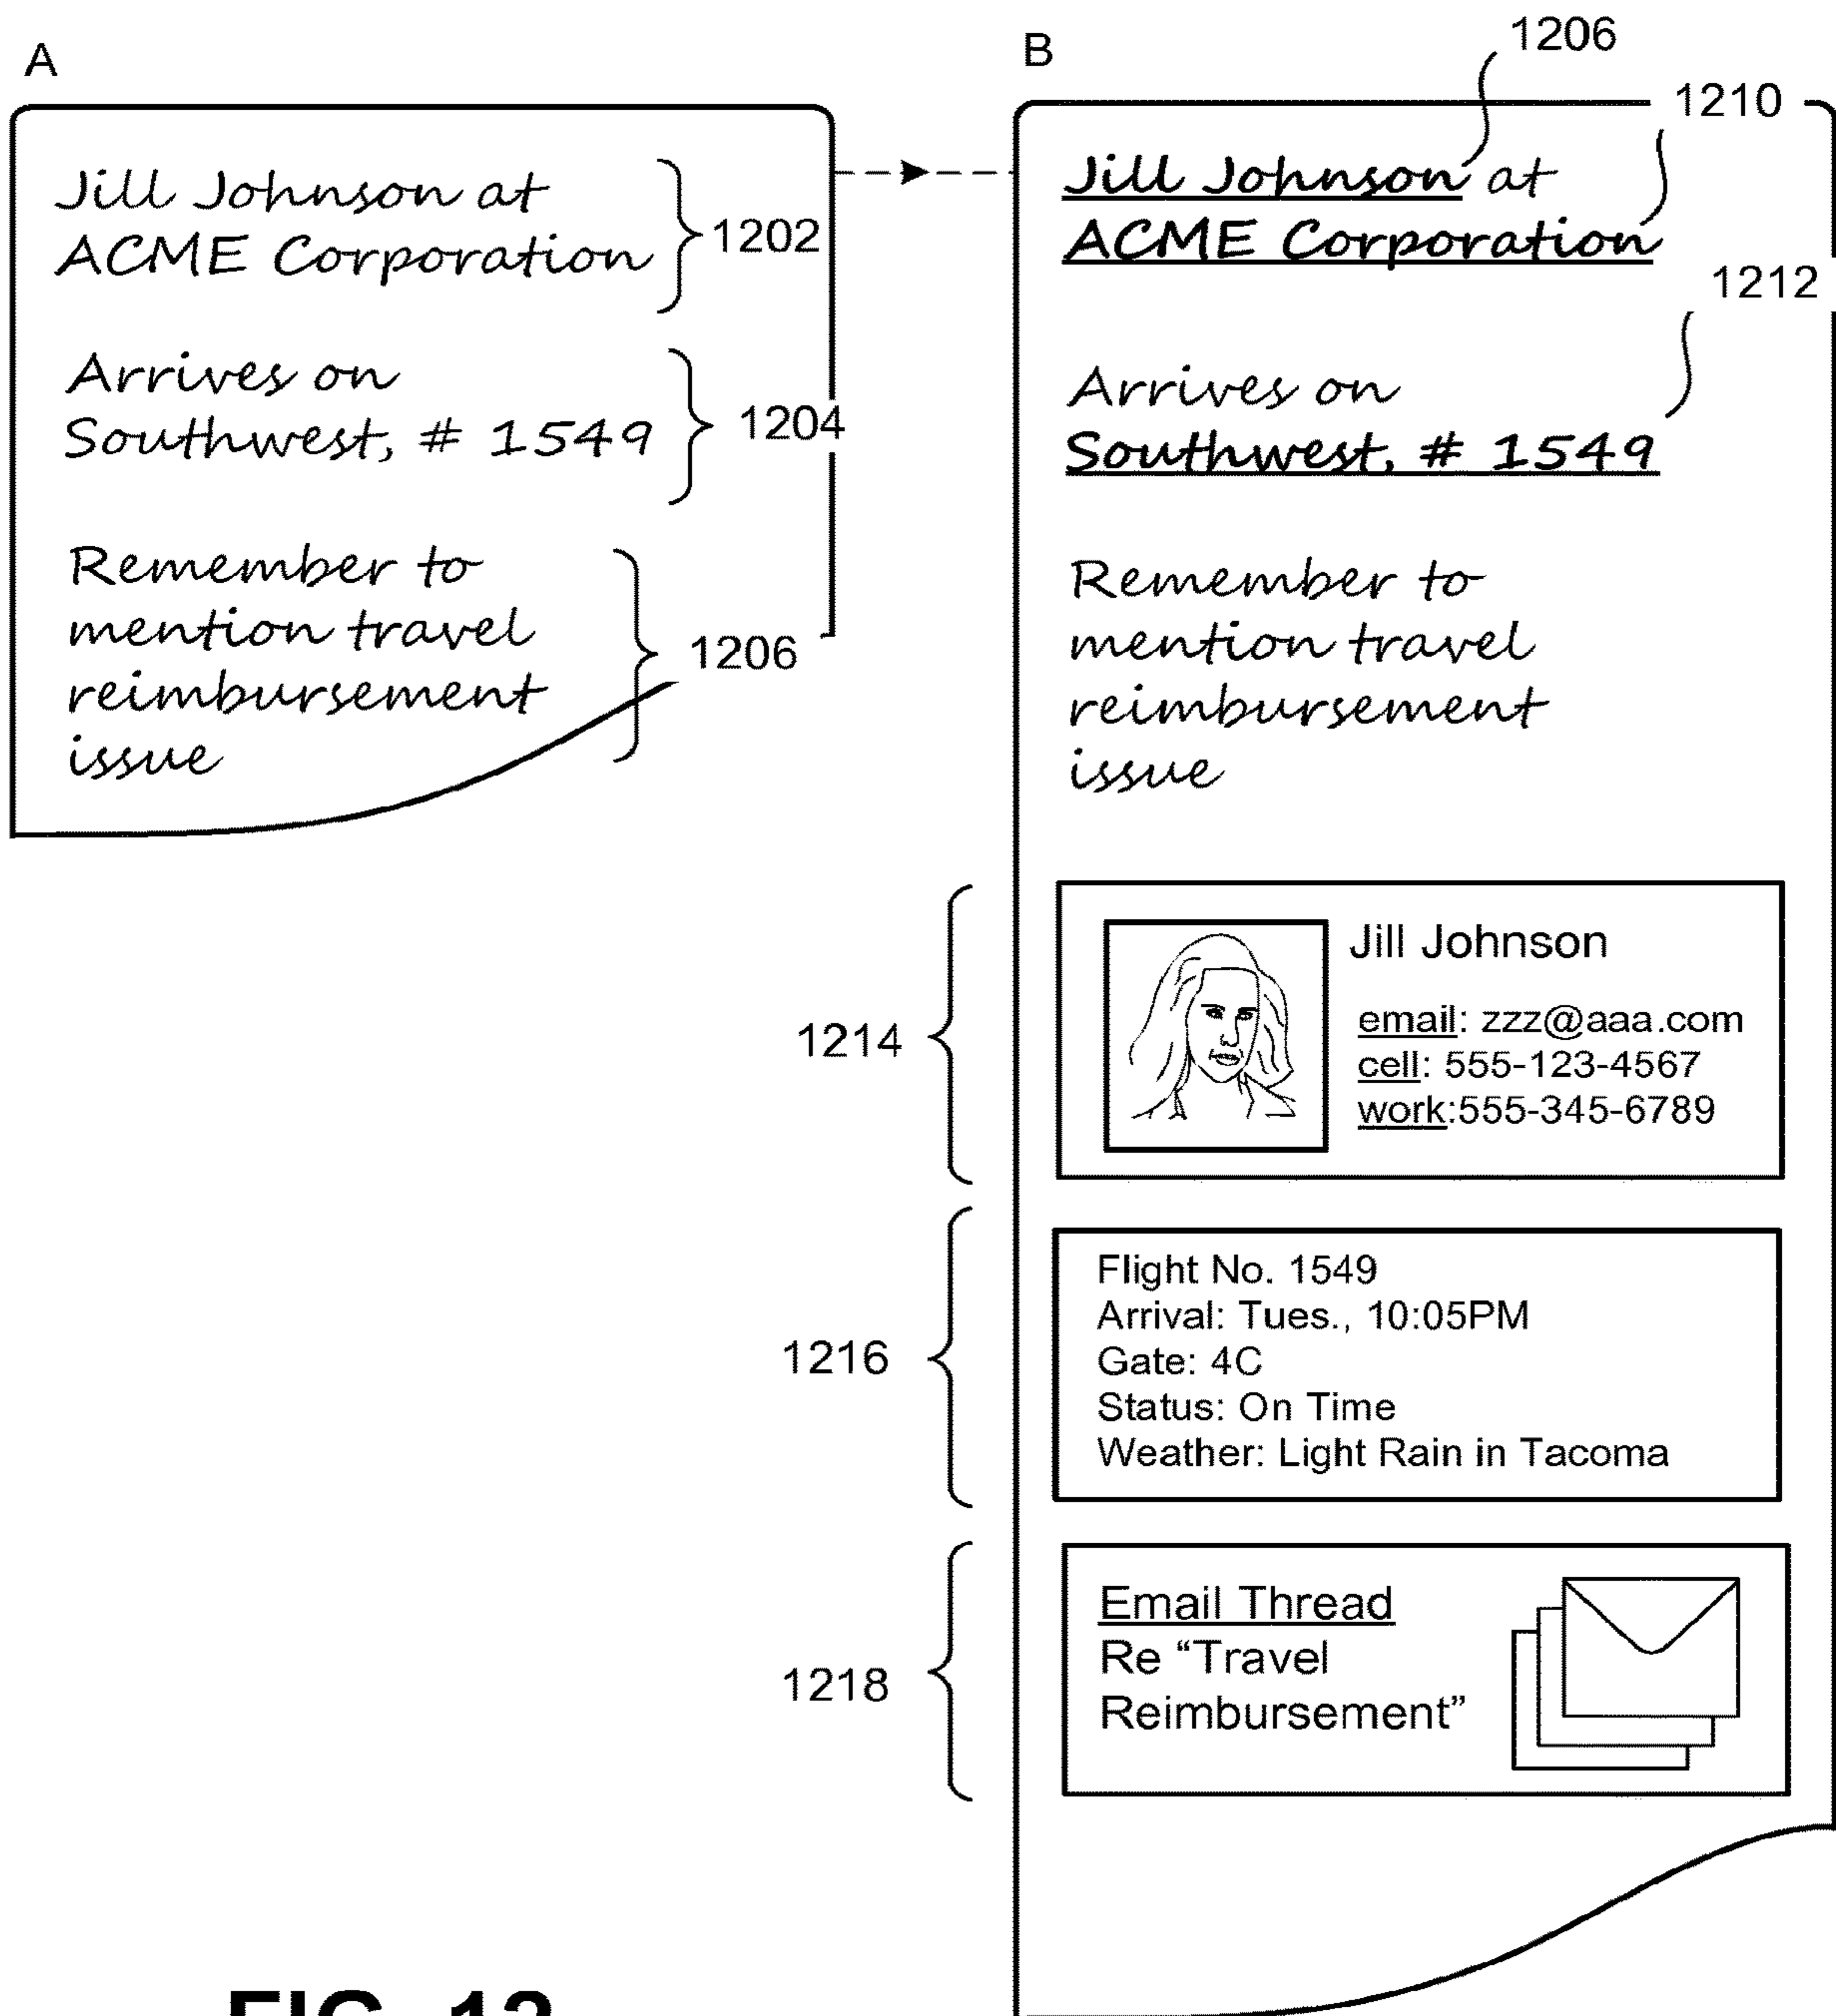 A
Jill Johnson at
ACME Corporation
1202
Arrives on
Southwest, # 1549
1204
Remember to
mention travel
reimbursement
issue
1206
B
1206
1210
Jill Johnson at
ACME Corporation
1212
Arrives on
Southwest, # 1549
Remember to
mention travel
reimbursement
issue
1214
Jill Johnson
email: zzz@aaa.com
cell: 555-123-4567
work:555-345-6789
1216
Flight No. 1549
Arrival: Tues., 10:05PM
Gate: 4C
Status: On Time
Weather: Light Rain in Tacoma
1218
Email Thread
Re “Travel
Reimbursement”
FIG. 12